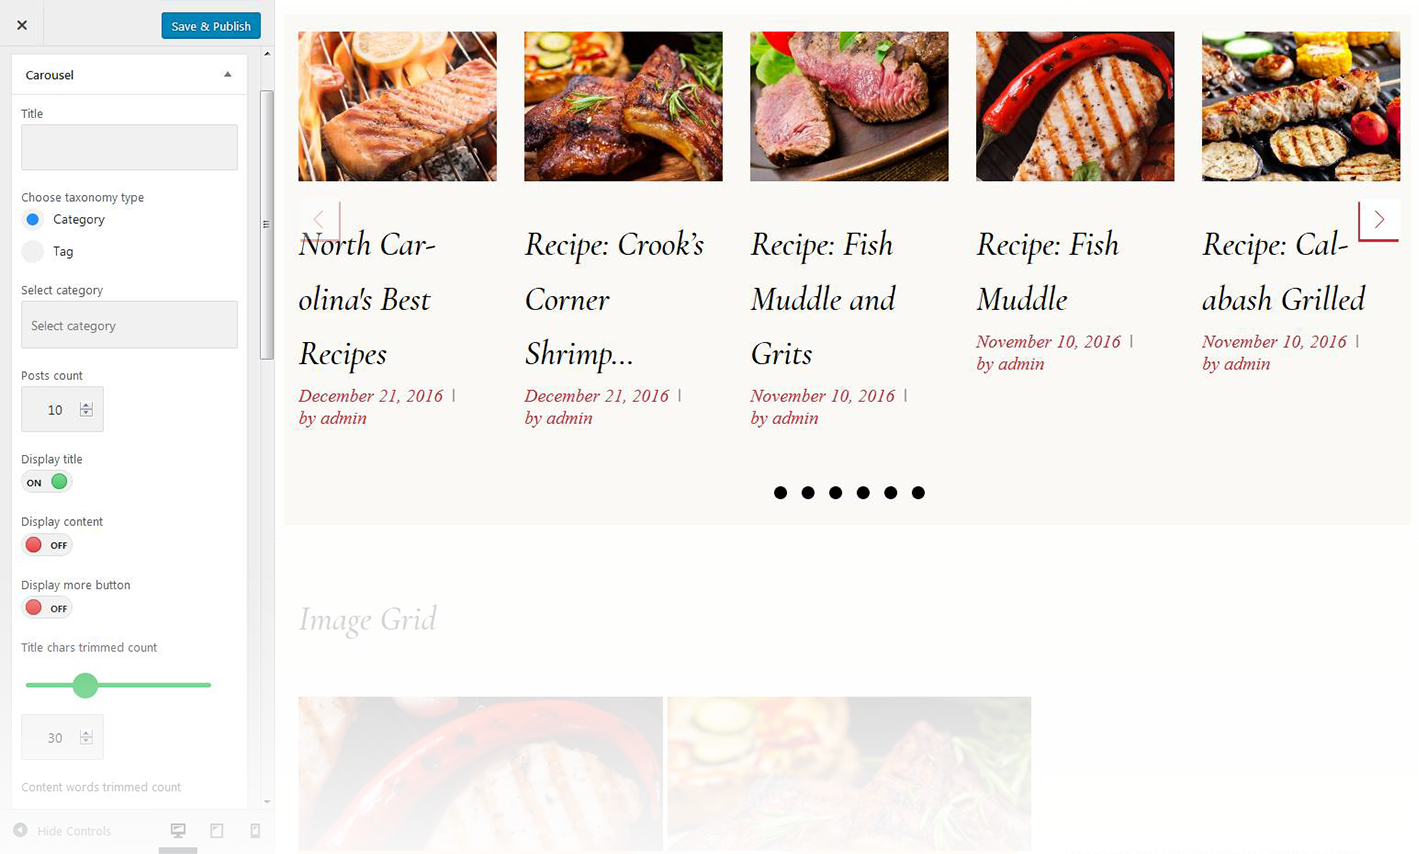 Save & Publish
Carousel
Title
Choose taxonomy type
Category
Tag
Select category
Select category
Posts count
10
Display title
ON
Display content
OFF
Display more button
OFF
Title chars trimmed count
30
Content words trimmed count
Hide Controls
North Car-
olina's Best
Recipes
December 21, 2016 |
by admin
Recipe: Crook’s
Corner
Shrimp...
December 21, 2016 |
by admin
Recipe: Fish
Muddle and
Grits
November 10, 2016 |
by admin
Recipe: Fish
Muddle
November 10, 2016 |
by admin
Recipe: Cal-
abash Grilled
November 10, 2016 |
by admin
Image Grid